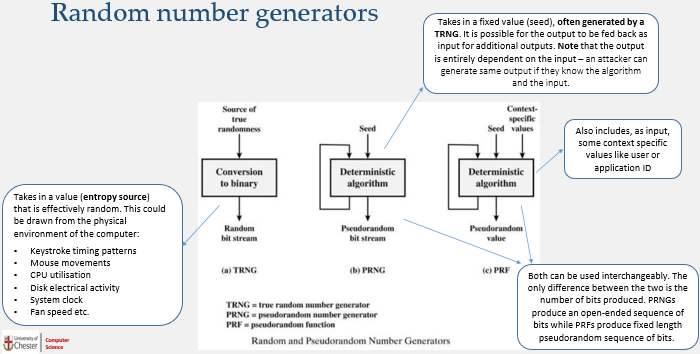 Random number generators
Takes in a fixed value (seed), often generated by a
TRNG. It is possible for the output to be fed back as
input for additional outputs. Note that the output
is entirely dependent on the input – an attacker can
generate same output if they know the algorithm
and the input.
Source of
true
randomness
Conversion
to binary
Random
bit stream
(a) TRNG
Seed
Deterministic
algorithm
Pseudorandom
bit stream
(b) PRNG
Context-
specific
Seed values
Deterministic
algorithm
Pseudorandom
value
(c) PRF
Also includes, as input,
some context specific
values like user or
application ID
Takes in a value (entropy source)
that is effectively random. This could
be drawn from the physical
environment of the computer:
• Keystroke timing patterns
• Mouse movements
• CPU utilisation
• Disk electrical activity
• System clock
• Fan speed etc.
Both can be used interchangeably. The
only difference between the two is the
number of bits produced. PRNGs
produce an open-ended sequence of
bits while PRFs produce fixed length
pseudorandom sequence of bits.
TRNG = true random number generator
PRNG = pseudorandom number generator
PRF = pseudorandom function
Random and Pseudorandom Number Generators
University of
Chester
Computer
Science